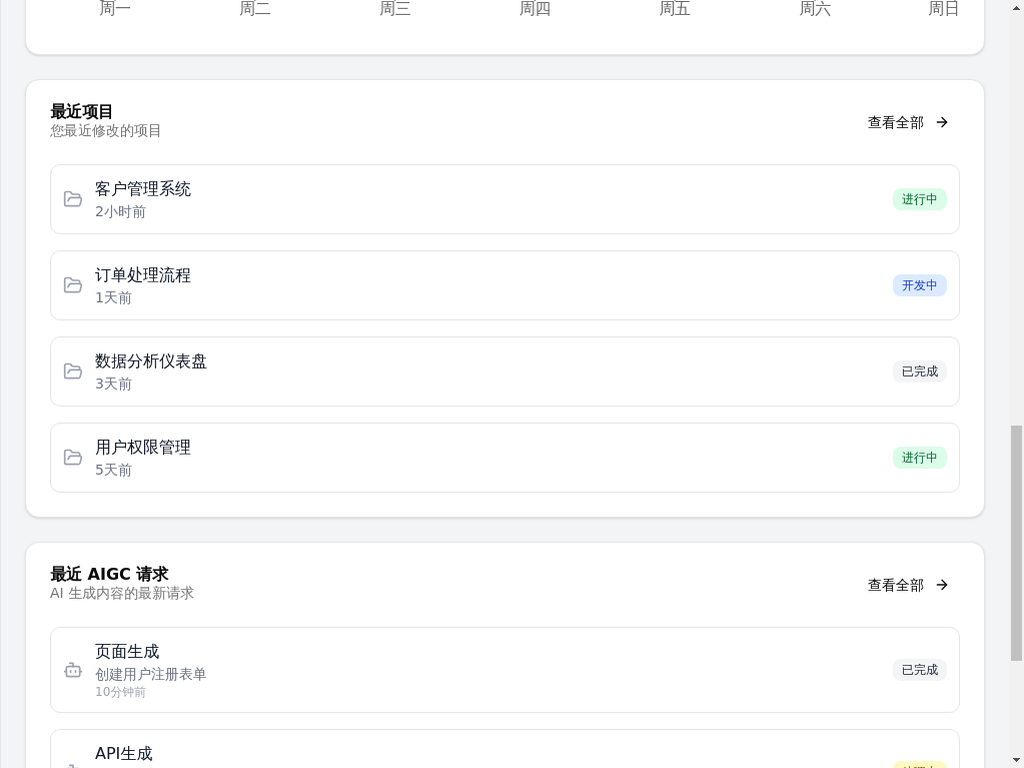 周一 周二 周三 周四 周五 周六 周日
最近项目
您最近修改的项目
查看全部
客户管理系统
2小时前
进行中
订单处理流程
1天前
开发中
数据分析仪表盘
3天前
已完成
用户权限管理
5天前
进行中
最近 AIGC 请求
AI 生成内容的最新请求
查看全部
页面生成
创建用户注册表单
10分钟前
已完成
API生成